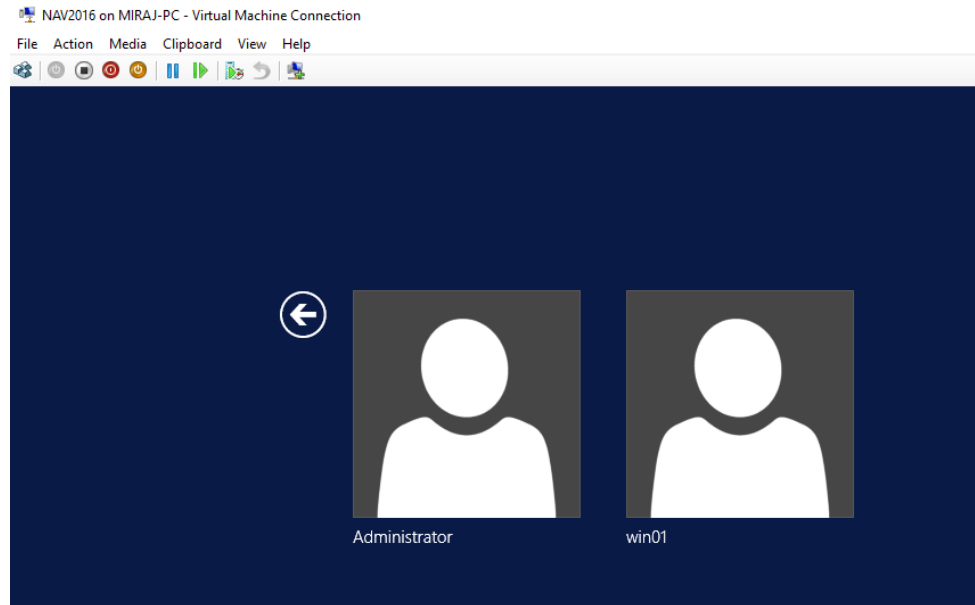 NAV2016 on MIRAJ-PC - Virtual Machine Connection
File Action Media Clipboard View Help
Administrator win01